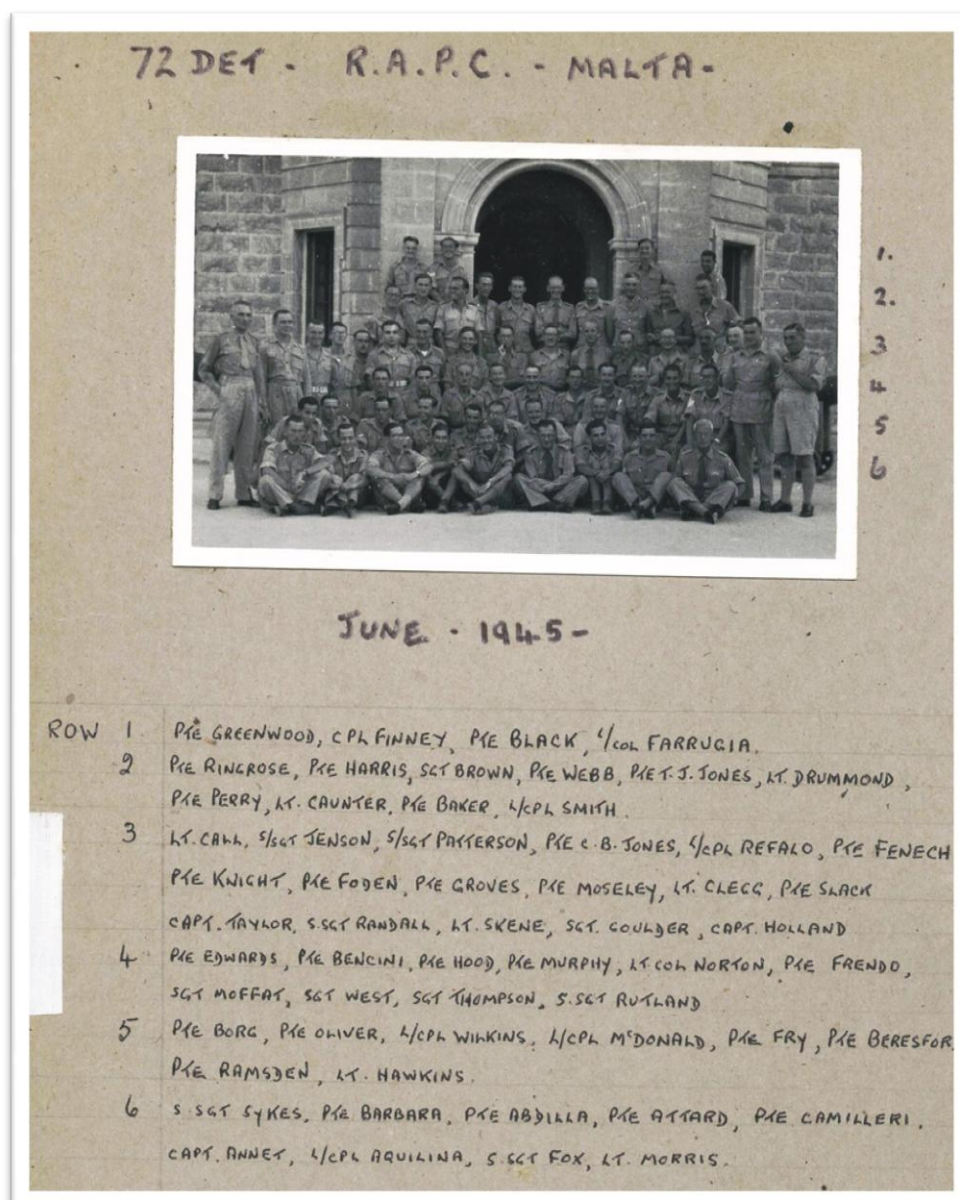 72 DET - R.A.P.C. - MALTA -
1.
2.
3
4
5
6
JUNE - 1945 -
ROW 1 PTE GREENWOOD, CPL FINNEY, PTE BLACK, L/COL FARRUGIA.
2 PTE RINGROSE, PTE HARRIS, SGT BROWN, PTE WEBB, PTE T.J. JONES, LT. DRUMMOND,
PTE PERRY, LT. CAUNTER, PTE BAKER, L/CPL SMITH.
3 LT. CALL, S/SGT JENSON, S/SGT PATTERSON, PTE C.B. JONES, L/CPL REFALO, PTE FENECH
PTE KNIGHT, PTE FODEN, PTE GROVES, PTE MOSELEY, LT. CLEGG, PTE SLACK
CAPT. TAYLOR, S.SGT RANDALL, LT. SKENE, SGT. GOULDER, CAPT. HOLLAND
4 PTE EDWARDS, PTE BENCINI, PTE HOOD, PTE MURPHY, LT COL NORTON, PTE FRENDO,
SGT MOFFAT, SGT WEST, SGT THOMPSON, S.SGT RUTLAND
5 PTE BORG, PTE OLIVER, L/CPL WILKINS, L/CPL McDONALD, PTE FRY, PTE BERESFOR
PTE RAMSDEN, LT. HAWKINS.
6 S.SGT SYKES, PTE BARBARA, PTE ABDILLA, PTE ATTARD, PTE CAMILLERI,
CAPT. ANNET, L/CPL AQUILINA, S.SGT FOX, LT. MORRIS.